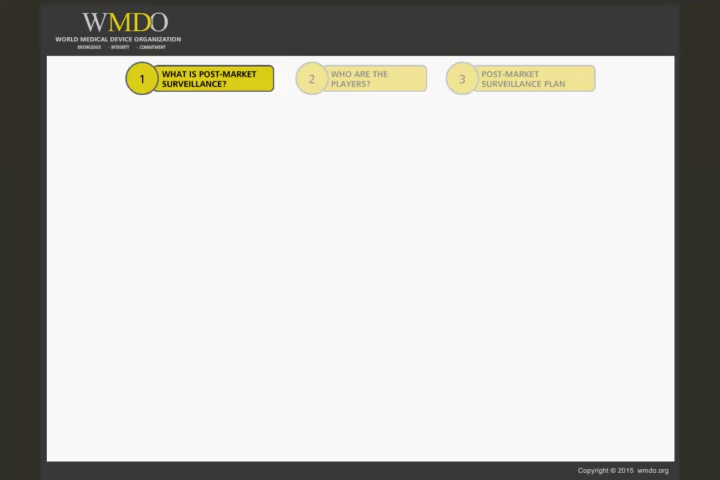 WMDO
WORLD MEDICAL DEVICE ORGANIZATION
KNOWLEDGE · INTEGRITY · COMMITMENT
1 WHAT IS POST-MARKET
SURVEILLANCE?
2 WHO ARE THE
PLAYERS?
3 POST-MARKET
SURVEILLANCE PLAN
Copyright © 2015 wmdo.org